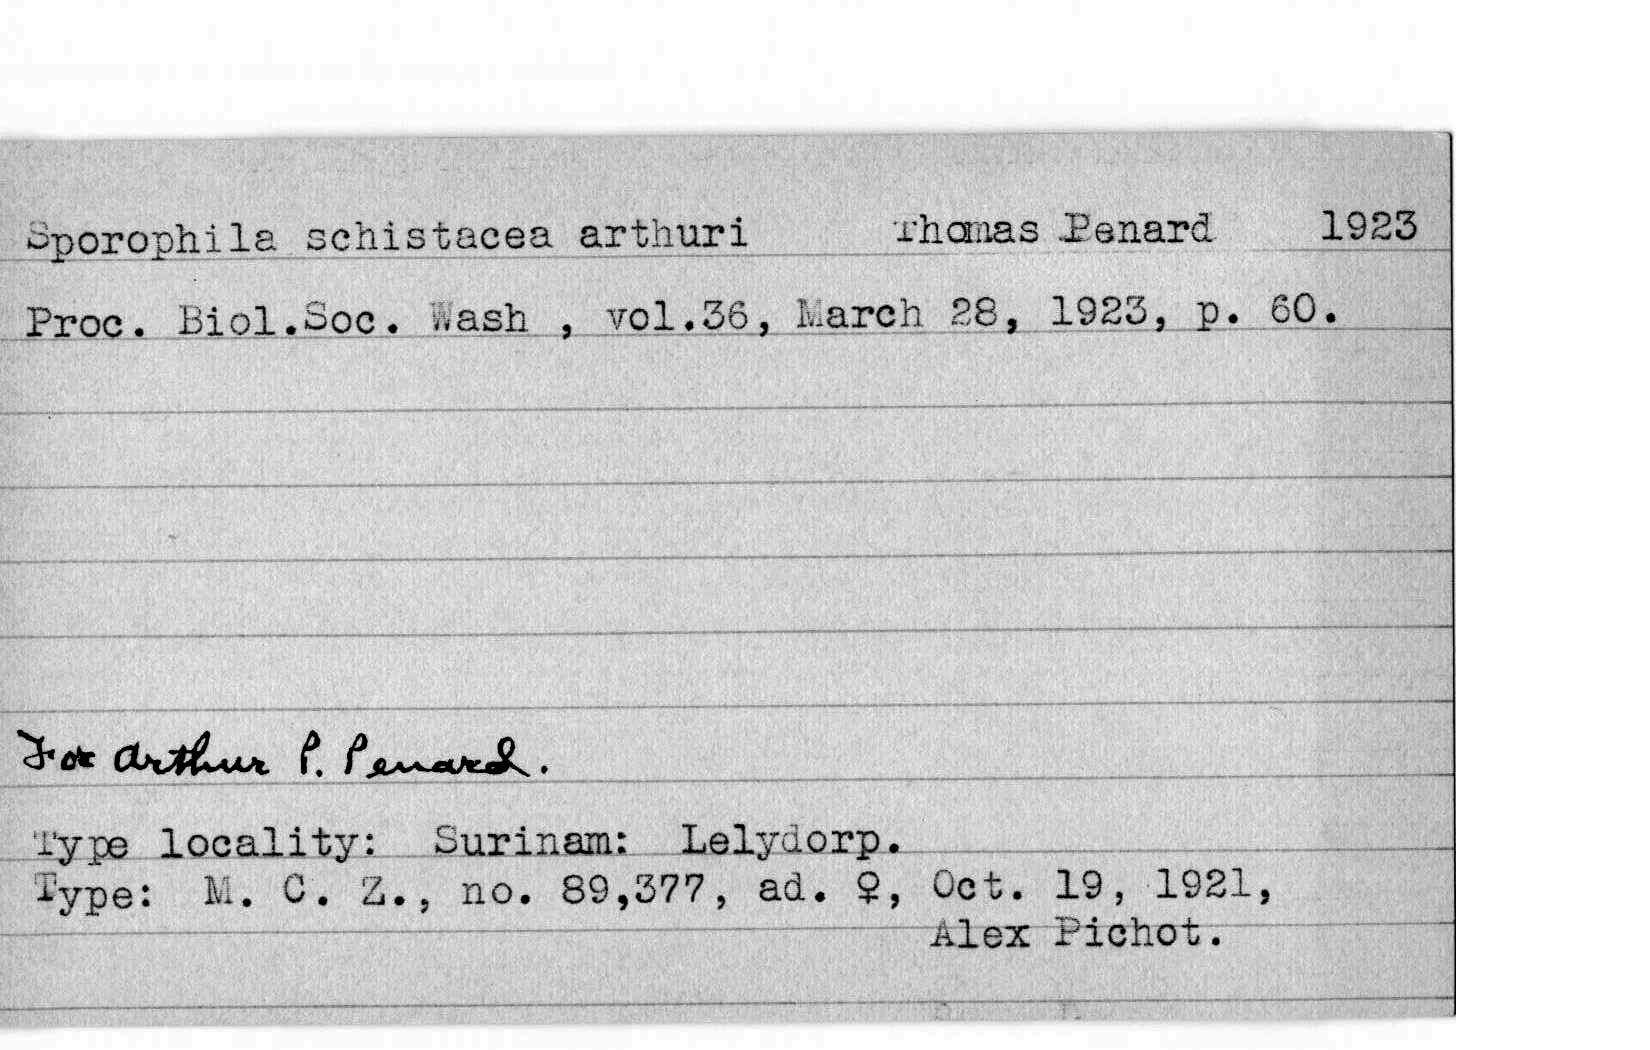 Sporophila schistacea arthuri Thomas Penard 1923
Proc. Biol.Soc. Wash , vol.36, March 28, 1923, p. 60.
For Arthur P. Penard.
Type locality: Surinam: Lelydorp.
Type: M. C. Z., no. 89,377, ad. ♀, Oct. 19, 1921,
Alex Pichot.